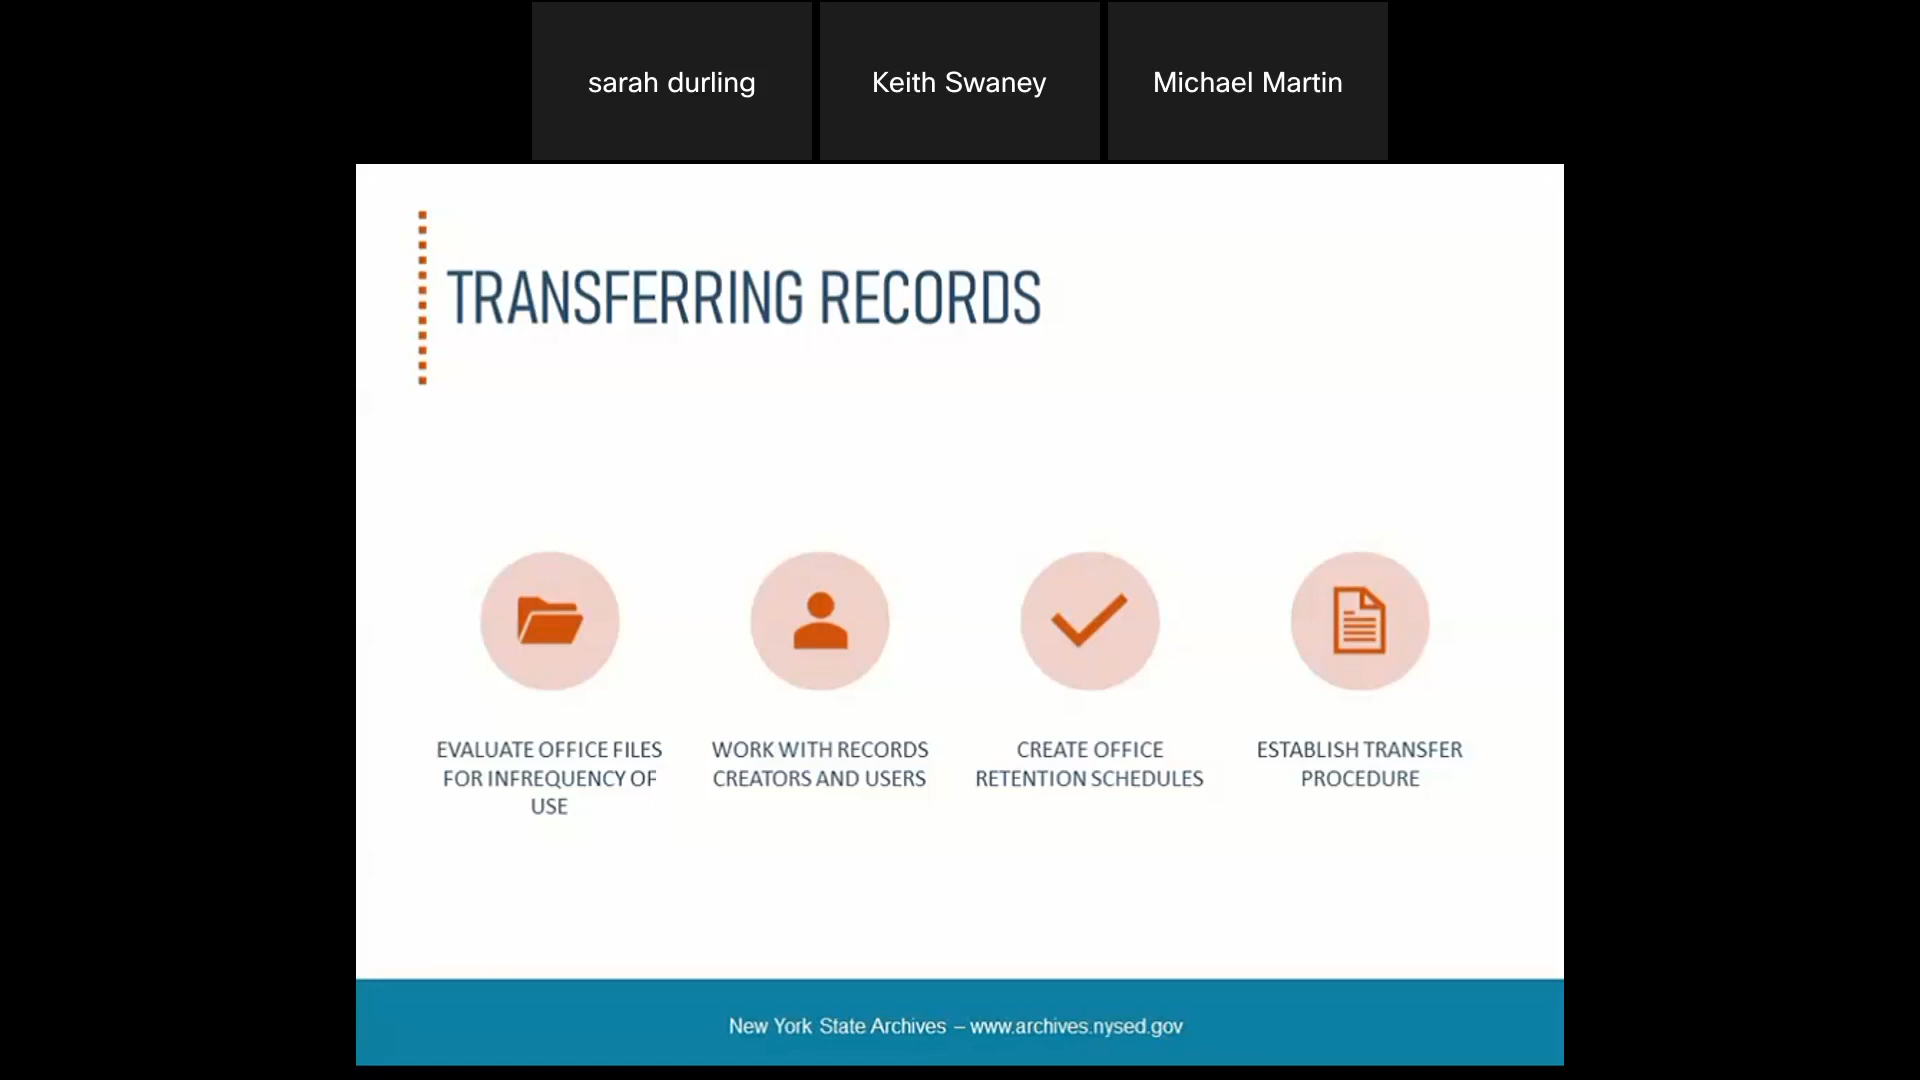 sarah durling
Keith Swaney
Michael Martin
TRANSFERRING RECORDS
EVALUATE OFFICE FILES
FOR INFREQUENCY OF
USE
WORK WITH RECORDS
CREATORS AND USERS
CREATE OFFICE
RETENTION SCHEDULES
ESTABLISH TRANSFER
PROCEDURE
New York State Archives – www.archives.nysed.gov